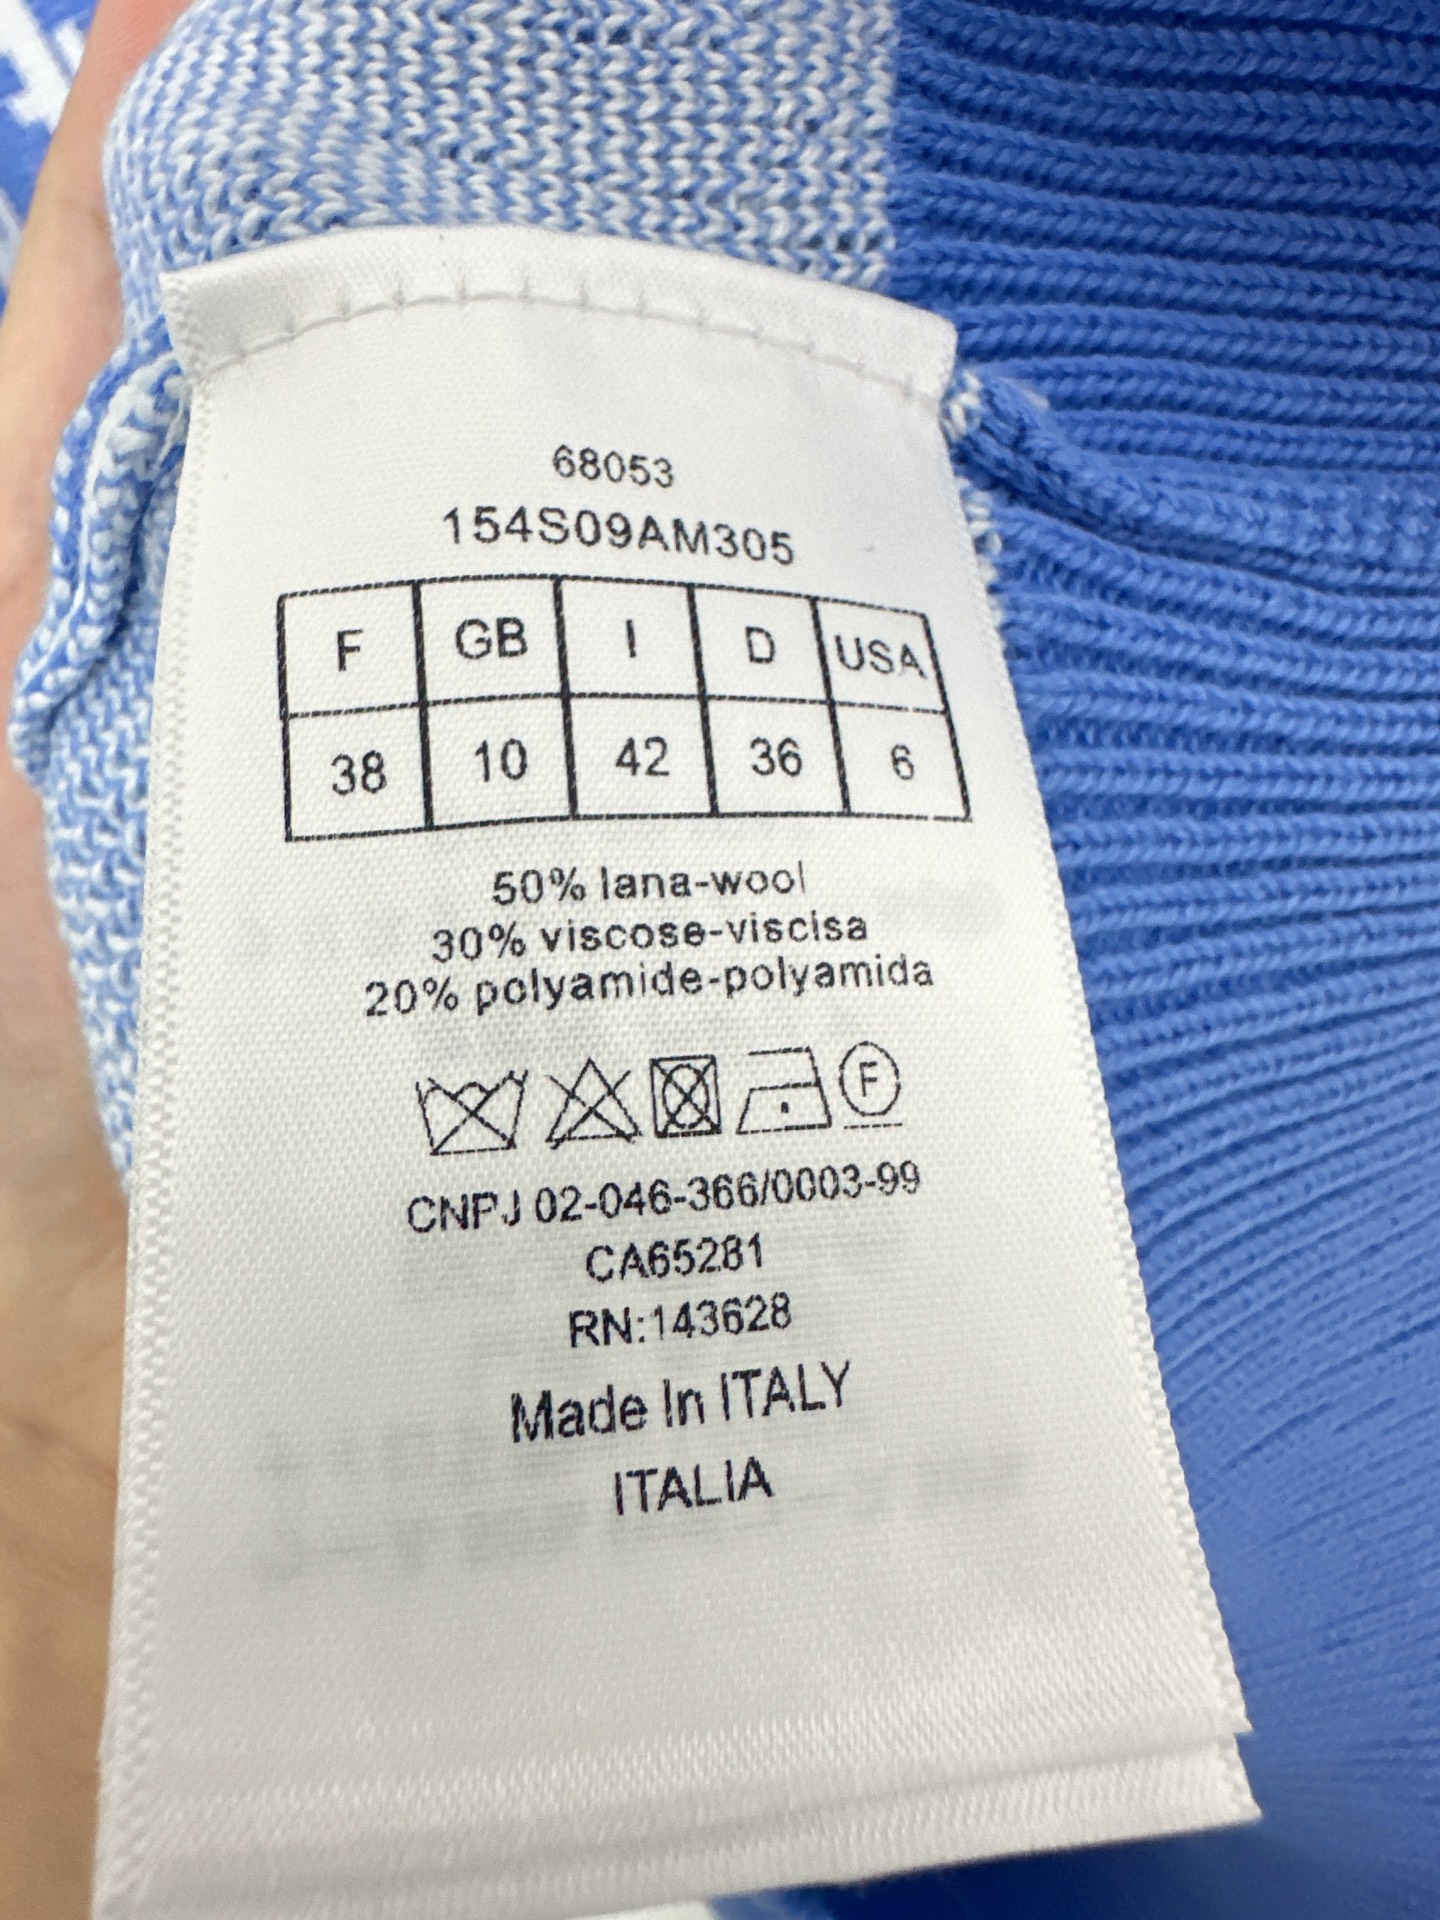 68053
154S09AM305
F GB I D USA
38 10 42 36 6
50% lana-wool
30% viscose-viscisa
20% polyamide-polyamida
F
CNPJ 02-046-366/0003-99
CA65281
RN:143628
Made In ITALY
ITALIA